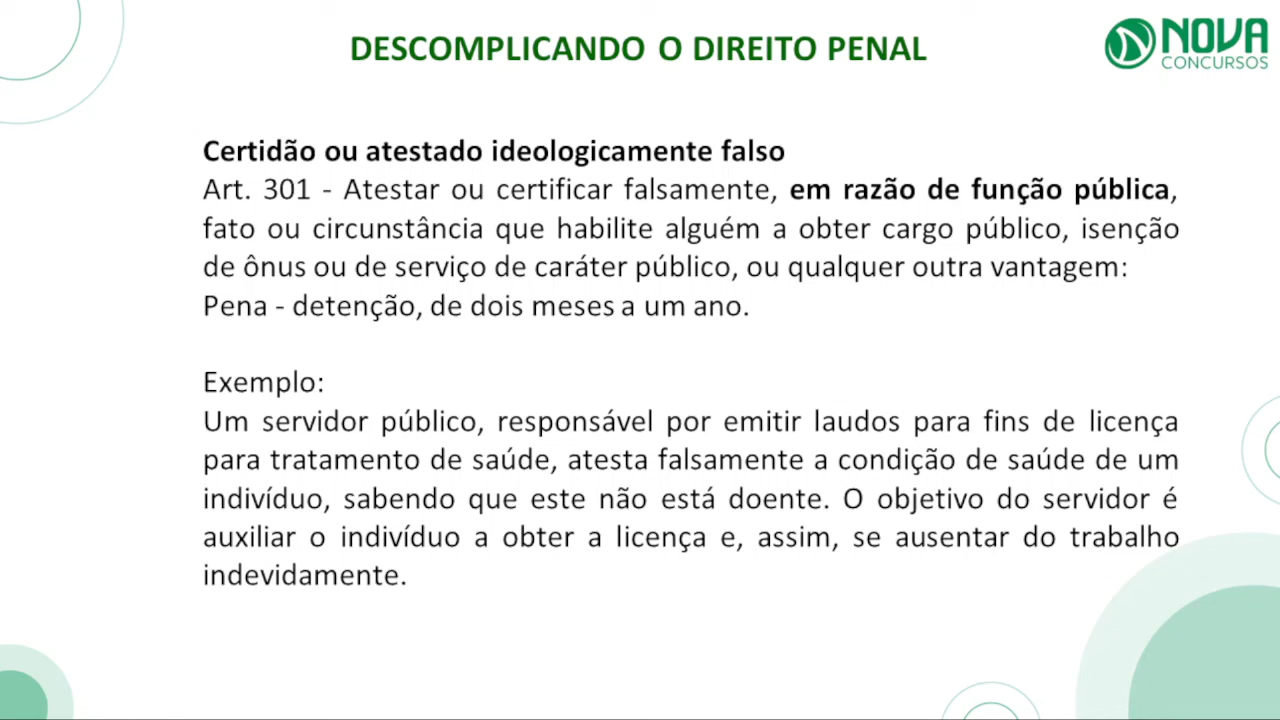 DESCOMPLICANDO O DIREITO PENAL
NOVA
CONCURSOS
Certidão ou atestado ideologicamente falso
Art. 301 - Atestar ou certificar falsamente, em razão de função pública,
fato ou circunstância que habilite alguém a obter cargo público, isenção
de ônus ou de serviço de caráter público, ou qualquer outra vantagem:
Pena - detenção, de dois meses a um ano.
Exemplo:
Um servidor público, responsável por emitir laudos para fins de licença
para tratamento de saúde, atesta falsamente a condição de saúde de um
indivíduo, sabendo que este não está doente. O objetivo do servidor é
auxiliar o indivíduo a obter a licença e, assim, se ausentar do trabalho
indevidamente.